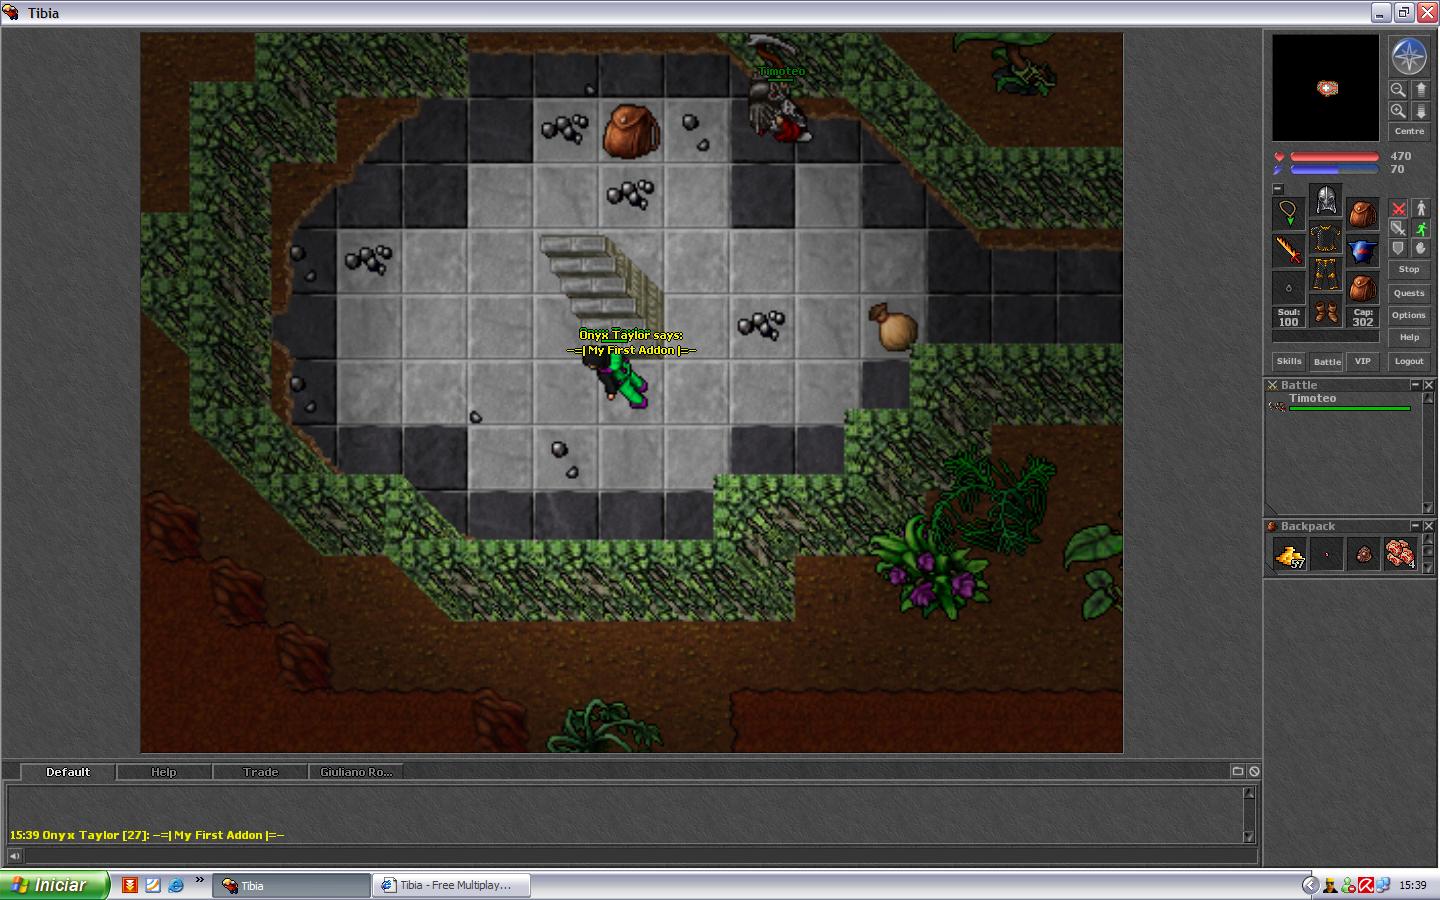 Tibia
Timoteo
Onyx Taylor says:
--=| My First Addon |=--
Centre
470
70
Stop
Quests
Options
Help
Soul:
100
Cap:
302
Skills
Battle
VIP
Logout
Battle
Timoteo
Backpack
57
4
Default
Help
Trade
Giuliano Ro...
15:39 Onyx Taylor [27]: --=| My First Addon |=--
Iniciar
Tibia
Tibia - Free Multiplay...
15:39